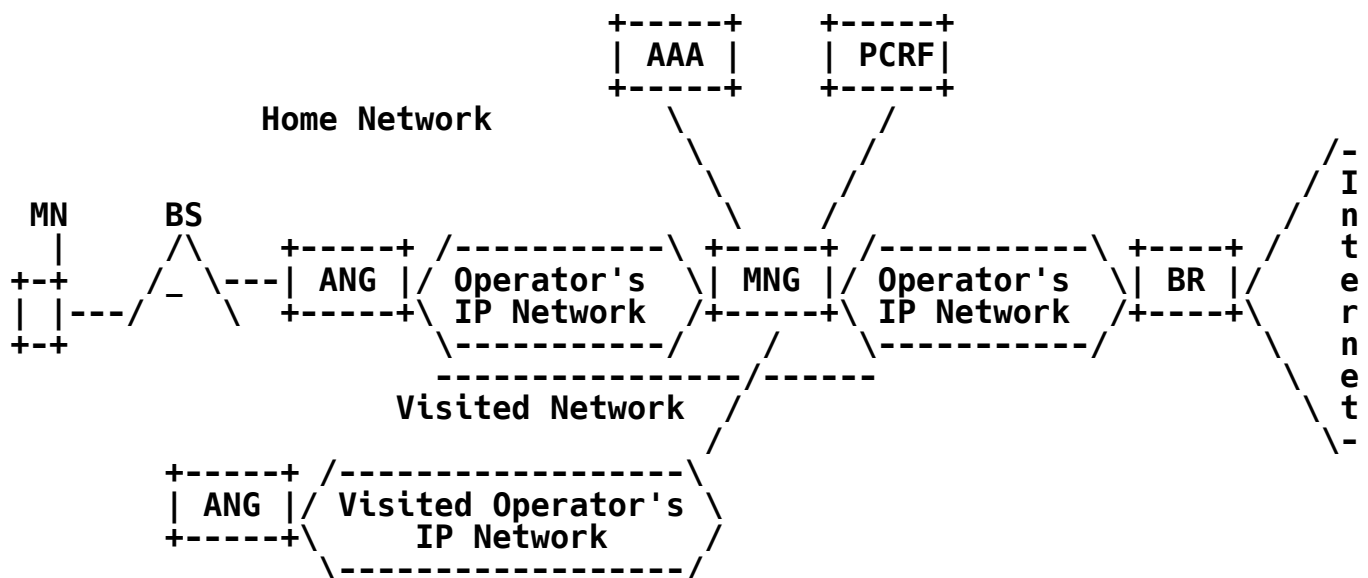 AAA PCRF
Home Network
MN BS
ANG Operator's IP Network MNG Operator's IP Network BR
Internet
Visited Network
ANG Visited Operator's
IP Network